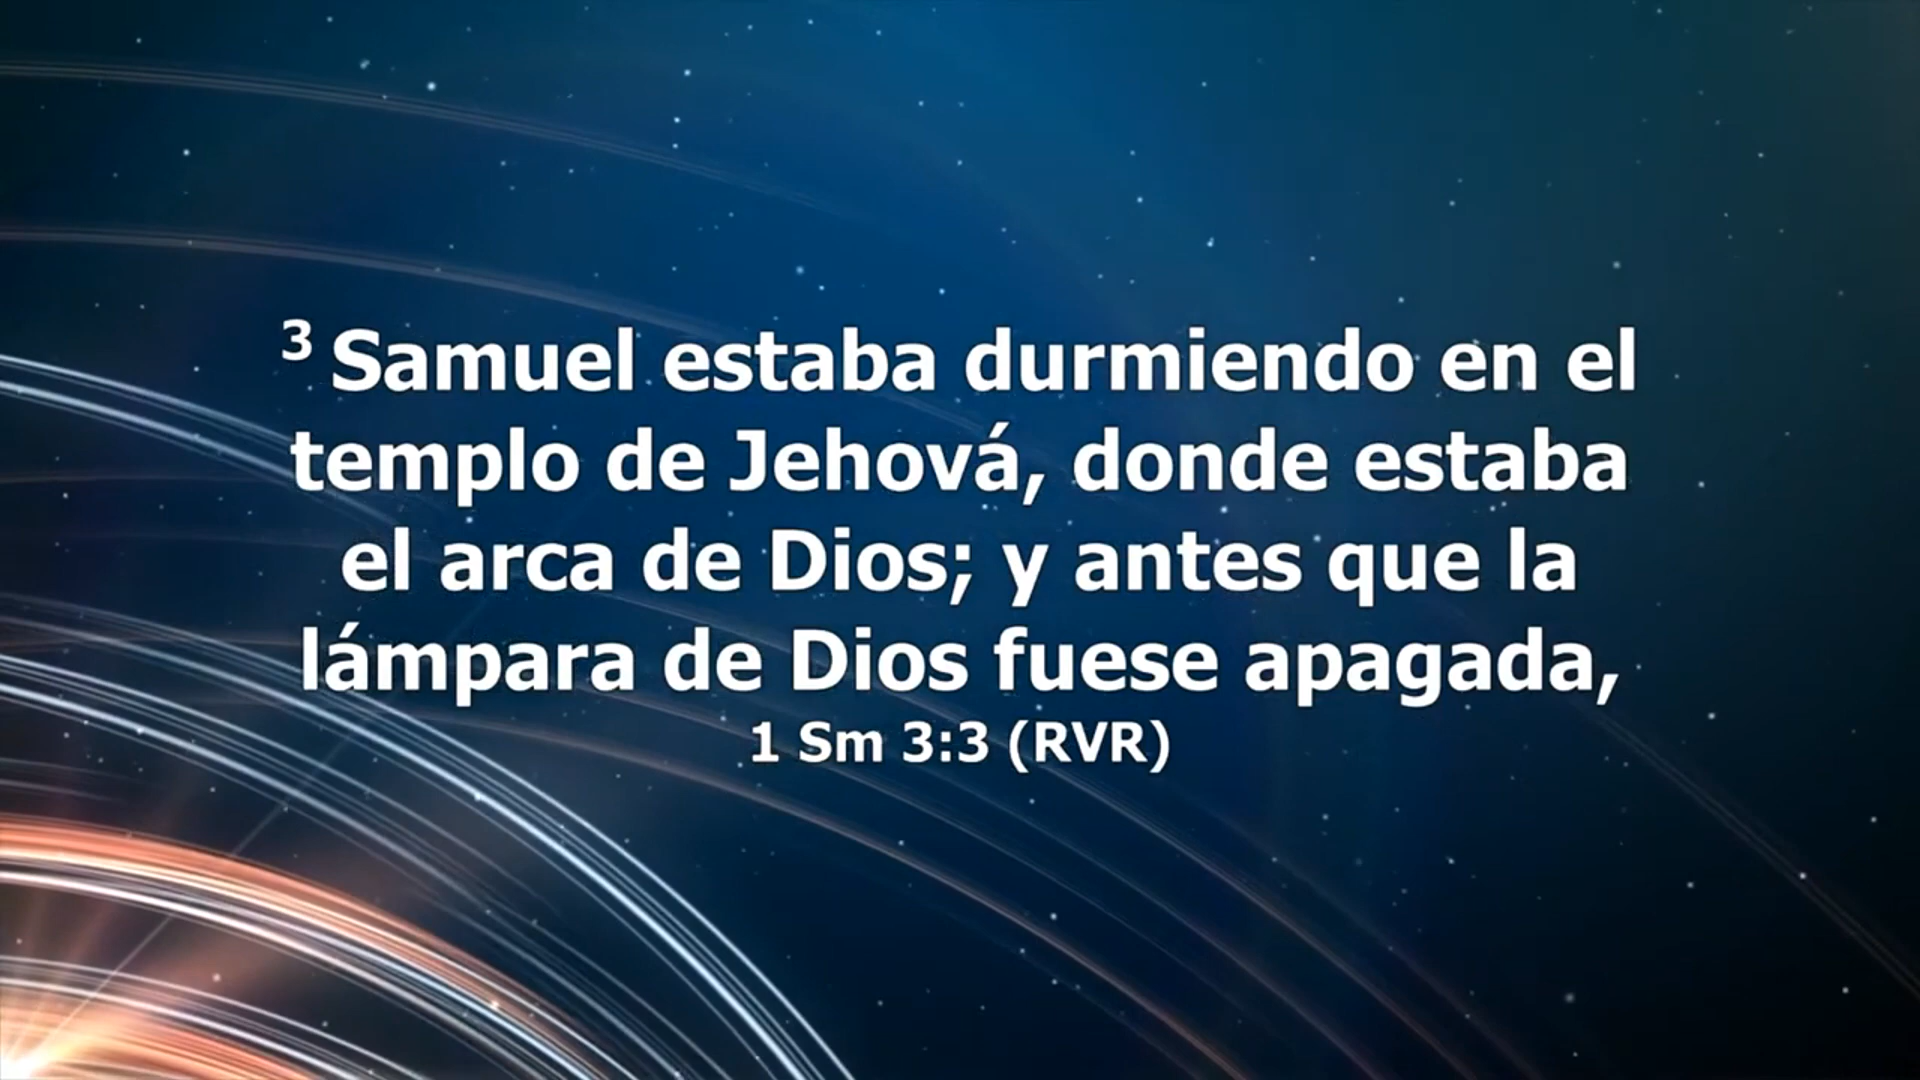 3 Samuel estaba durmiendo en el
templo de Jehová, donde estaba
el arca de Dios; y antes que la
lámpara de Dios fuese apagada,
1 Sm 3:3 (RVR)